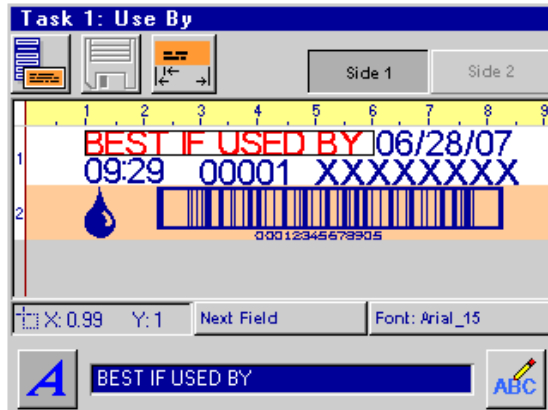 Task 1: Use By
Side 1
Side 2
1 2 3 4 5 6 7 8 9
1
BEST IF USED BY 06/28/07
09:29 00001 XXXXXXXX
2
00012345678905
X: 0.99 Y: 1
Next Field
Font: Arial_15
A
BEST IF USED BY
ABC